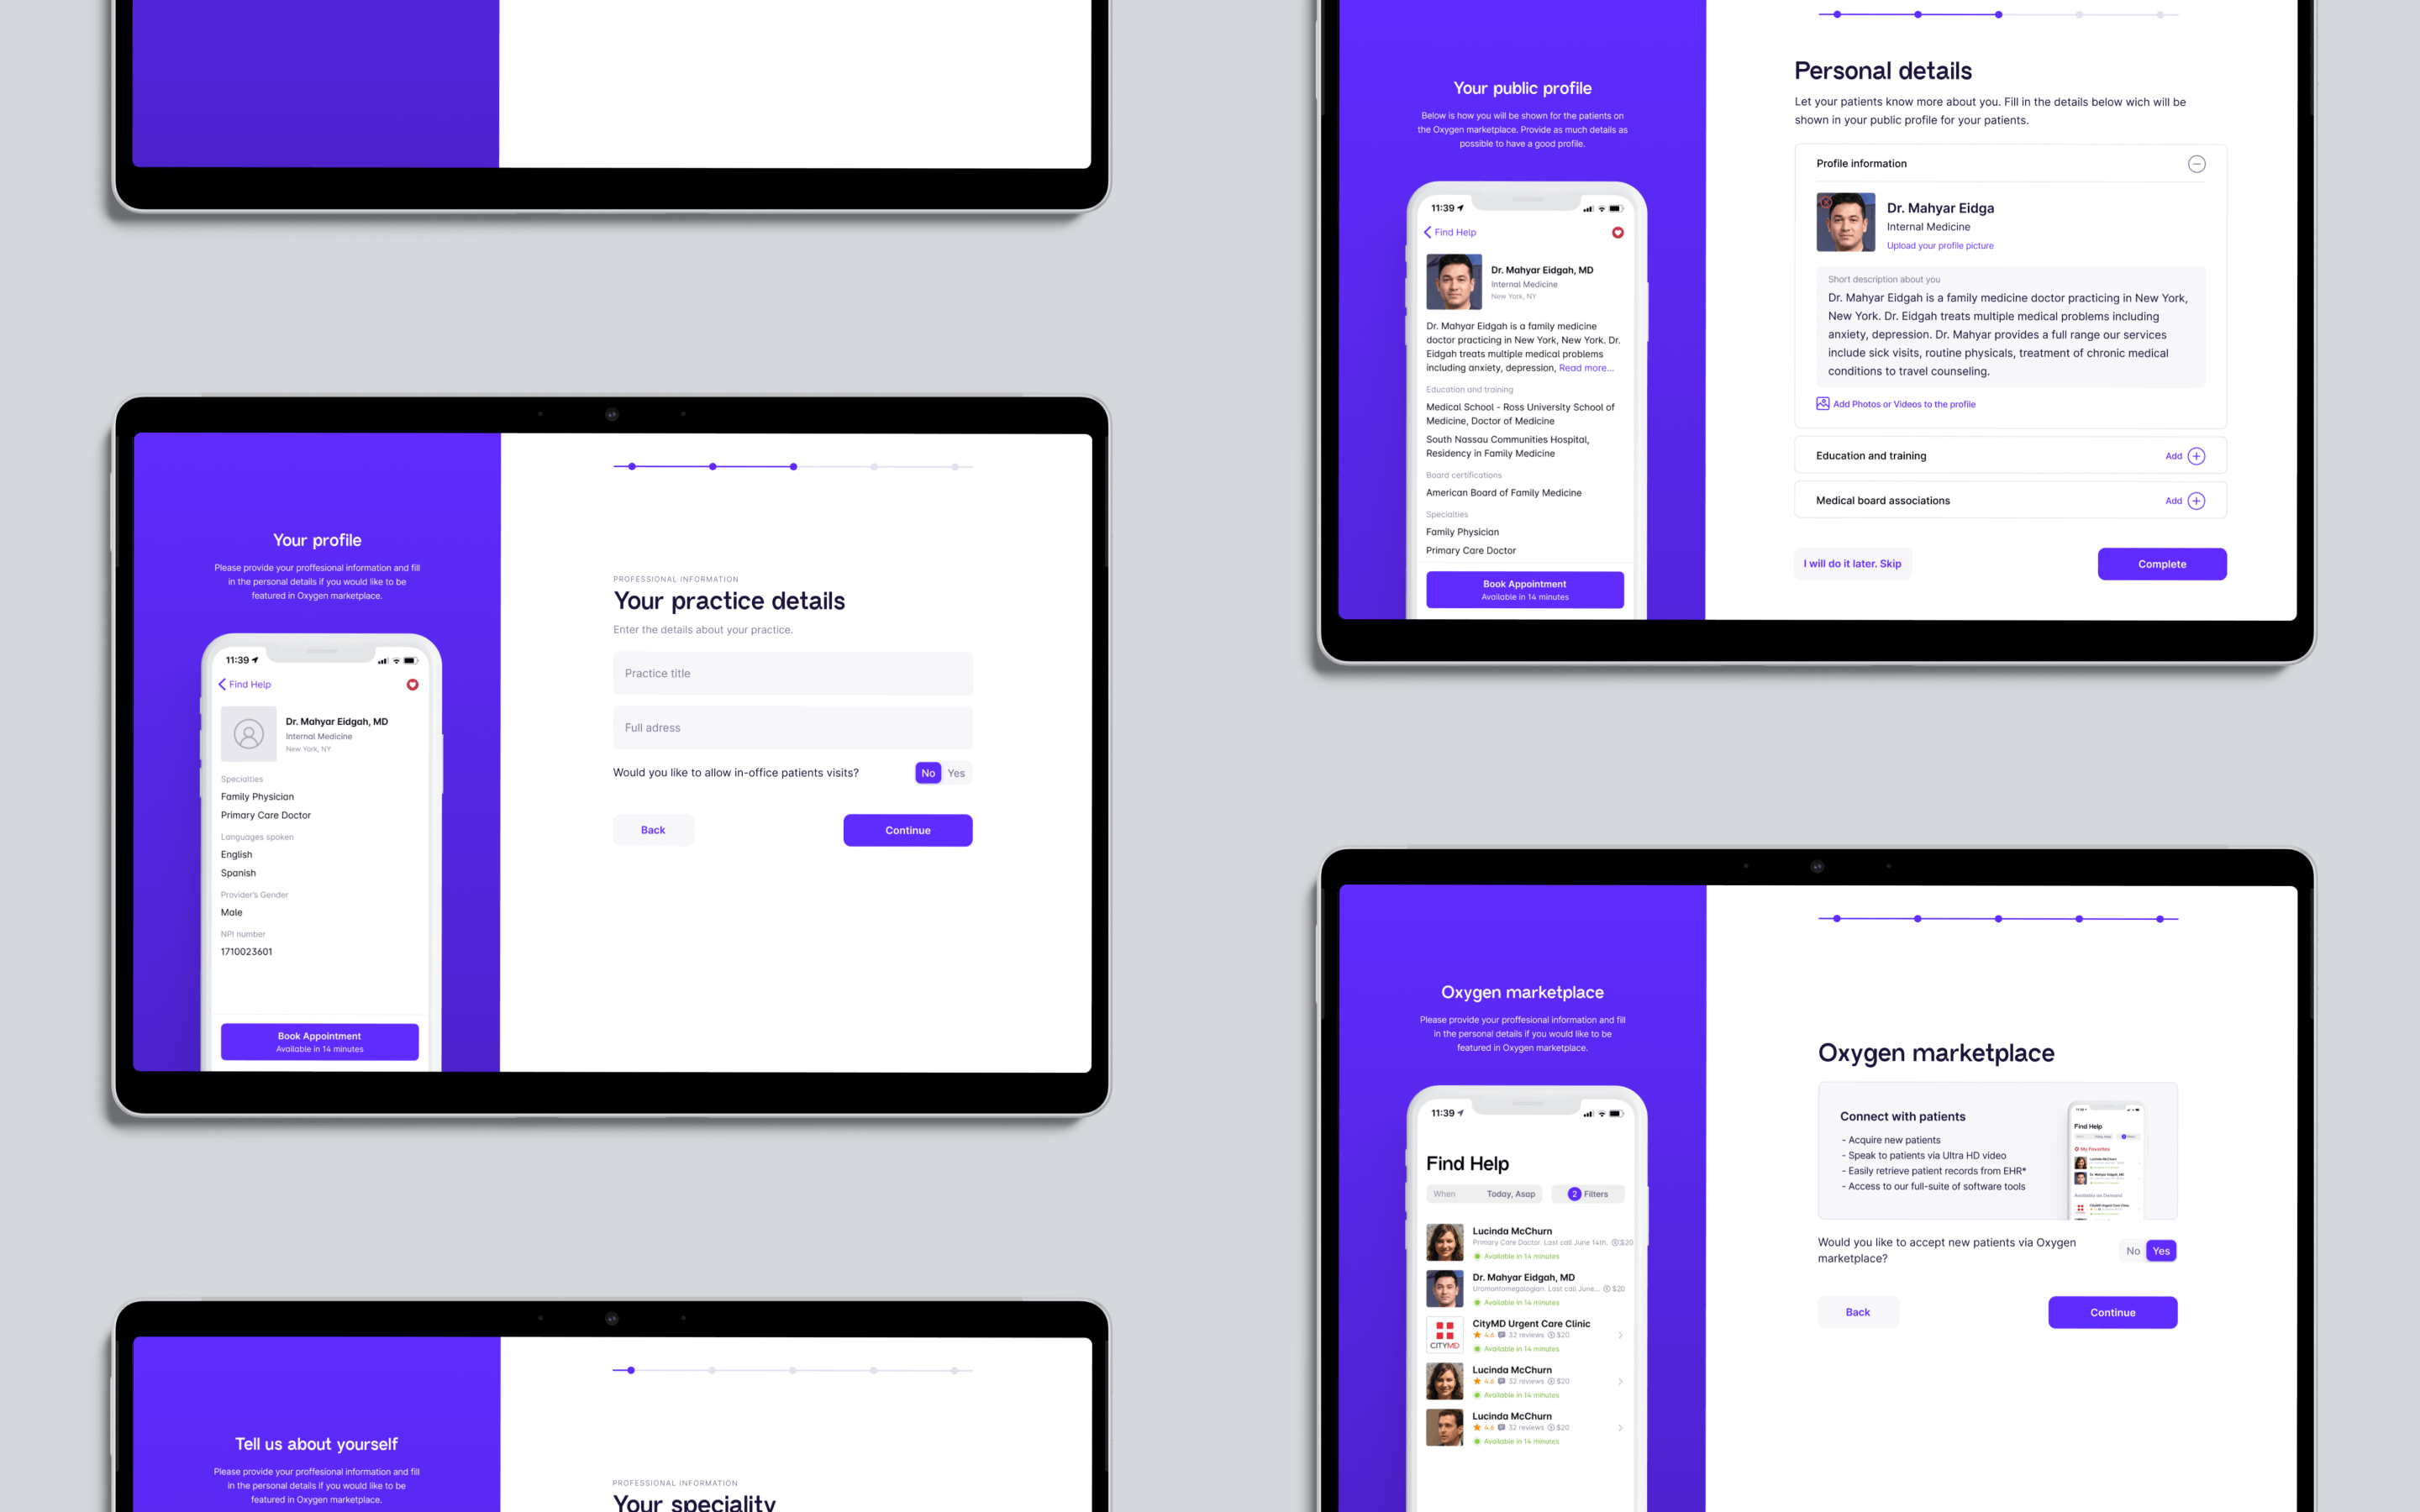 Your profile
Please provide your proffesional information and fill
in the personal details if you would like to be
featured in Oxygen marketplace.
11:39
Find Help
Dr. Mahyar Eidgah, MD
Internal Medicine
New York, NY
Specialties
Family Physician
Primary Care Doctor
Languages spoken
English
Spanish
Provider's Gender
Male
NPI number
1710023601
Book Appointment
Available in 14 minutes
PROFESSIONAL INFORMATION
Your practice details
Enter the details about your practice.
Practice title
Full adress
Would you like to allow in-office patients visits?
No Yes
Back
Continue
Tell us about yourself
Please provide your proffesional information and fill
in the personal details if you would like to be
featured in Oxygen marketplace.
PROFESSIONAL INFORMATION
Your speciality
Your public profile
Below is how you will be shown for the patients on
the Oxygen marketplace. Provide as much details as
possible to have a good profile.
11:39
Find Help
Dr. Mahyar Eidgah, MD
Internal Medicine
New York, NY
Dr. Mahyar Eidgah is a family medicine
doctor practicing in New York, New York. Dr.
Eidgah treats multiple medical problems
including anxiety, depression, Read more...
Education and training
Medical School - Ross University School of
Medicine, Doctor of Medicine
South Nassau Communities Hospital,
Residency in Family Medicine
Board certifications
American Board of Family Medicine
Specialties
Family Physician
Primary Care Doctor
Book Appointment
Available in 14 minutes
Personal details
Let your patients know more about you. Fill in the details below wich will be
shown in your public profile for your patients.
Profile information
Dr. Mahyar Eidga
Internal Medicine
Upload your profile picture
Short description about you
Dr. Mahyar Eidgah is a family medicine doctor practicing in New York,
New York. Dr. Eidgah treats multiple medical problems including
anxiety, depression. Dr. Mahyar provides a full range our services
include sick visits, routine physicals, treatment of chronic medical
conditions to travel counseling.
Add Photos or Videos to the profile
Education and training
Add
Medical board associations
Add
I will do it later. Skip
Complete
Oxygen marketplace
Please provide your proffesional information and fill
in the personal details if you would like to be
featured in Oxygen marketplace.
11:39
Find Help
When Today, Asap
2 Filters
Lucinda McChurn
Primary Care Doctor. Last call June 14th. $20
Available in 14 minutes
Dr. Mahyar Eidgah, MD
Uromontomegalogian. Last call June... $20
Available in 14 minutes
CITYMD
CityMD Urgent Care Clinic
4.6 32 reviews $20
Available in 14 minutes
Lucinda McChurn
4.6 32 reviews $20
Available in 14 minutes
Lucinda McChurn
4.6 32 reviews $20
Available in 14 minutes
Oxygen marketplace
Connect with patients
- Acquire new patients
- Speak to patients via Ultra HD video
- Easily retrieve patient records from EHR*
- Access to our full-suite of software tools
Find Help
My Favorites
Lucinda McChurn
Dr. Mahyar Eidgah, MD
Available on Demand
CityMD Urgent Care Clinic
Would you like to accept new patients via Oxygen
marketplace?
No Yes
Back
Continue